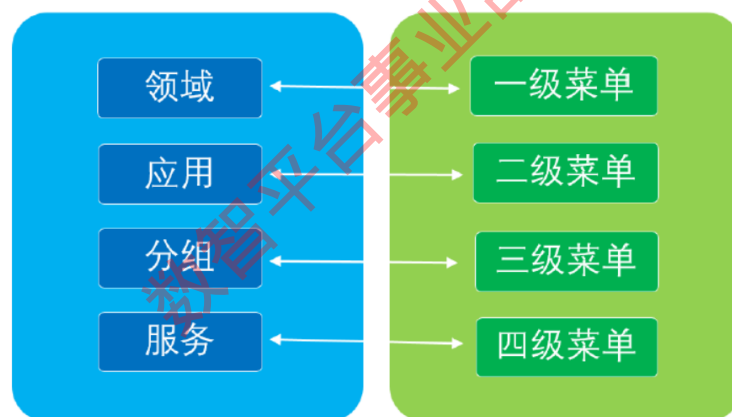 领域
一级菜单
应用
二级菜单
分组
三级菜单
服务
四级菜单
数智平台事业部